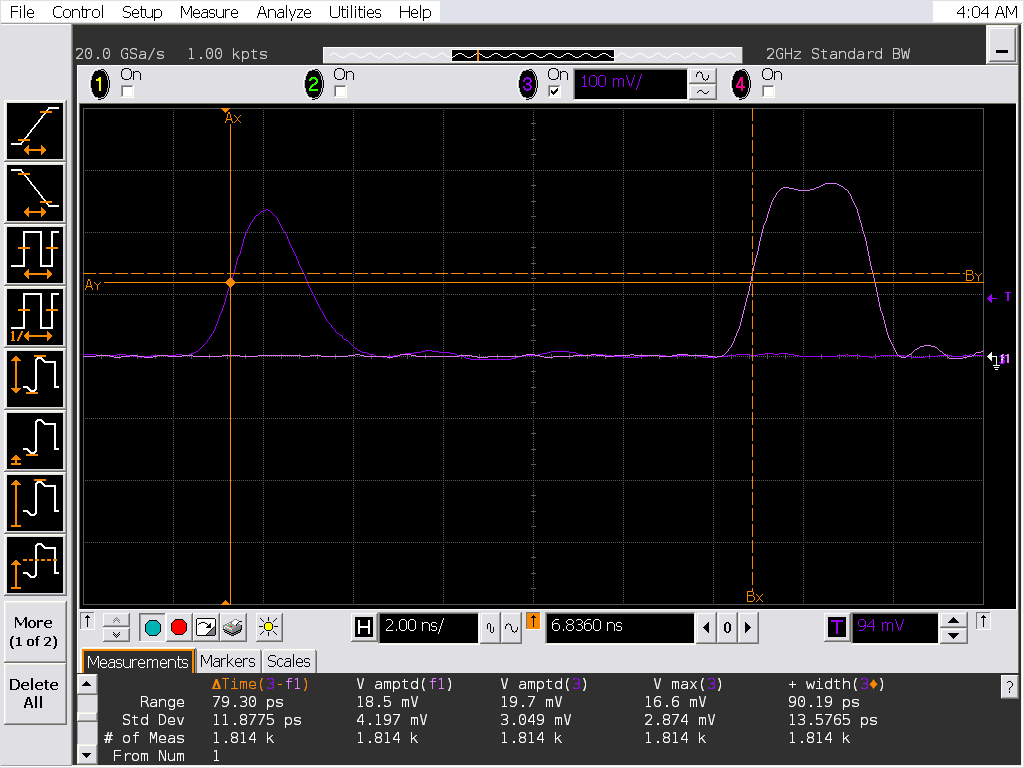 File Control Setup Measure Analyze Utilities Help 4:04 AM
20.0 GSa/s 1.00 kpts 2GHz Standard BW
1 On 2 On 3 On 100 mV/ 4 On
Ax
By
Ay
T
f1
Bx
1/
More
(1 of 2)
Delete
All
H 2.00 ns/ 6.8360 ns 0 T 94 mV
Measurements Markers Scales
ΔTime(3-f1) V amptd(f1) V amptd(3) V max(3) + width(3♦) ?
Range 79.30 ps 18.5 mV 19.7 mV 16.6 mV 90.19 ps
Std Dev 11.8775 ps 4.197 mV 3.049 mV 2.874 mV 13.5765 ps
# of Meas 1.814 k 1.814 k 1.814 k 1.814 k 1.814 k
From Num 1